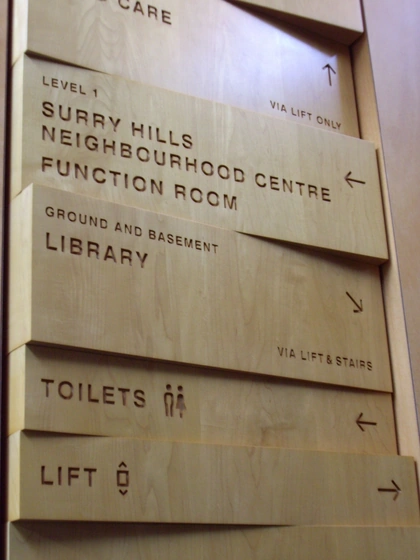 CARE
VIA LIFT ONLY
LEVEL 1
SURRY HILLS
NEIGHBOURHOOD CENTRE
FUNCTION ROOM
GROUND AND BASEMENT
LIBRARY
VIA LIFT & STAIRS
TOILETS
LIFT